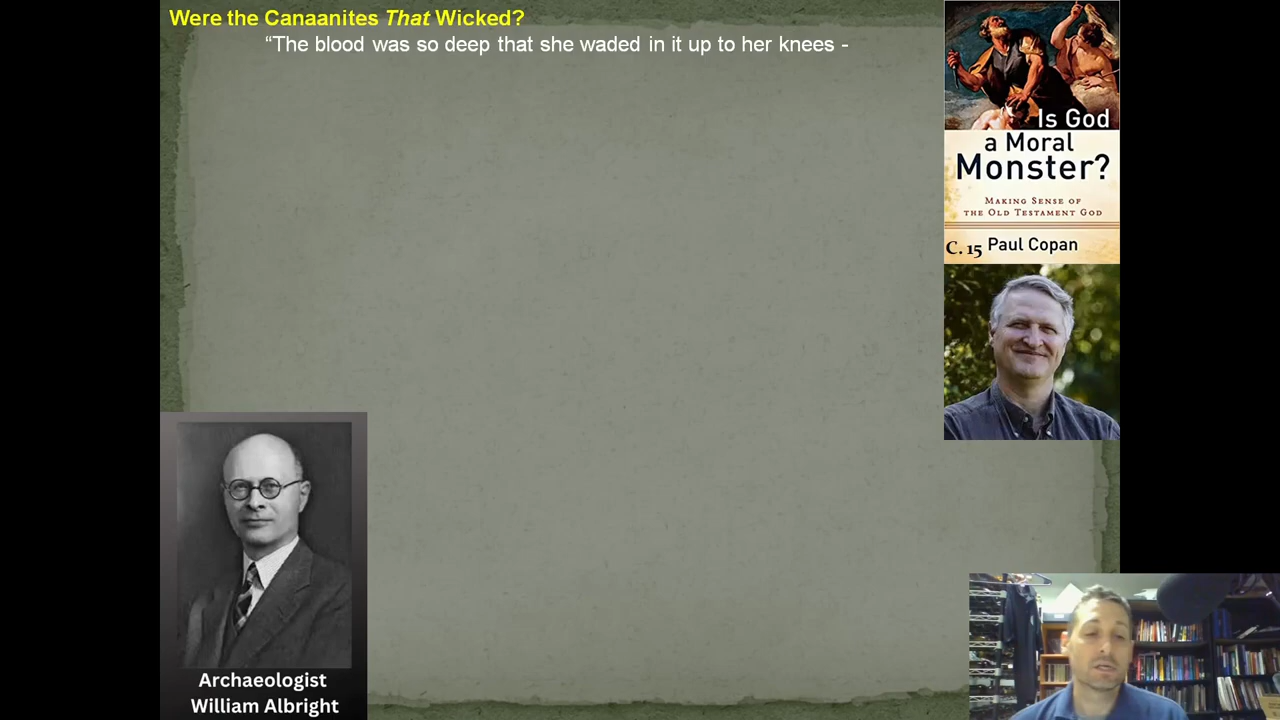 Were the Canaanites That Wicked?
“The blood was so deep that she waded in it up to her knees -
Is God
a Moral
Monster?
Making Sense of
the Old Testament God
C. 15 Paul Copan
Archaeologist
William Albright